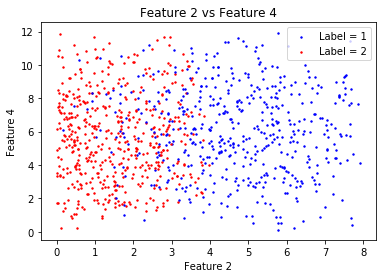 Feature 2 vs Feature 4
Label = 1
Label = 2
12
10
8
6
4
2
0
Feature 4
0 1 2 3 4 5 6 7 8
Feature 2